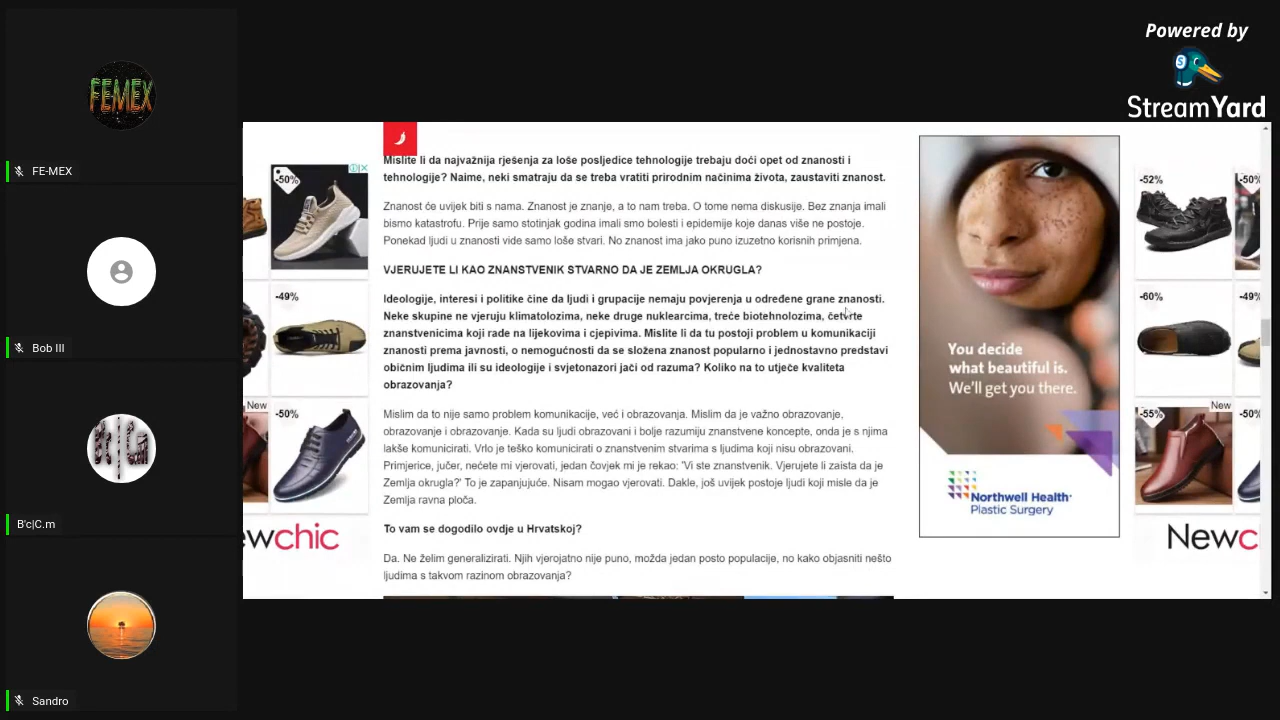 Powered by
StreamYard
FEMEX
FE-MEX
Bob III
B'c|C.m
Sandro
-50%
-49%
New
-50%
wchic
Mislite li da najvažnija rješenja za loše posljedice tehnologije trebaju doći opet od znanosti i
tehnologije? Naime, neki smatraju da se treba vratiti prirodnim načinima života, zaustaviti znanost.
Znanost će uvijek biti s nama. Znanost je znanje, a to nam treba. O tome nema diskusije. Bez znanja imali
bismo katastrofu. Prije samo stotinjak godina imali smo bolesti i epidemije koje danas više ne postoje.
Ponekad ljudi u znanosti vide samo loše stvari. No znanost ima jako puno izuzetno korisnih primjena.
VJERUJETE LI KAO ZNANSTVENIK STVARNO DA JE ZEMLJA OKRUGLA?
Ideologije, interesi i politike čine da ljudi i grupacije nemaju povjerenja u određene grane znanosti.
Neke skupine ne vjeruju klimatolozima, neke druge nuklearcima, treće biotehnolozima, četvrte
znanstvenicima koji rade na lijekovima i cjepivima. Mislite li da tu postoji problem u komunikaciji
znanosti prema javnosti, o nemogućnosti da se složena znanost popularno i jednostavno predstavi
običnim ljudima ili su ideologije i svjetonazori jači od razuma? Koliko na to utječe kvaliteta
obrazovanja?
Mislim da to nije samo problem komunikacije, već i obrazovanja. Mislim da je važno obrazovanje,
obrazovanje i obrazovanje. Kada su ljudi obrazovani i bolje razumiju znanstvene koncepte, onda je s njima
lakše komunicirati. Vrlo je teško komunicirati o znanstvenim stvarima s ljudima koji nisu obrazovani.
Primjerice, jučer, nećete mi vjerovati, jedan čovjek mi je rekao: 'Vi ste znanstvenik. Vjerujete li zaista da je
Zemlja okrugla?' To je zapanjujuće. Nisam mogao vjerovati. Dakle, još uvijek postoje ljudi koji misle da je
Zemlja ravna ploča.
To vam se dogodilo ovdje u Hrvatskoj?
Da. Ne želim generalizirati. Njih vjerojatno nije puno, možda jedan posto populacije, no kako objasniti nešto
ljudima s takvom razinom obrazovanja?
You decide
what beautiful is.
We'll get you there.
Northwell Health
Plastic Surgery
-52%
-50%
-60%
-49%
-55%
New
-50%
Newc